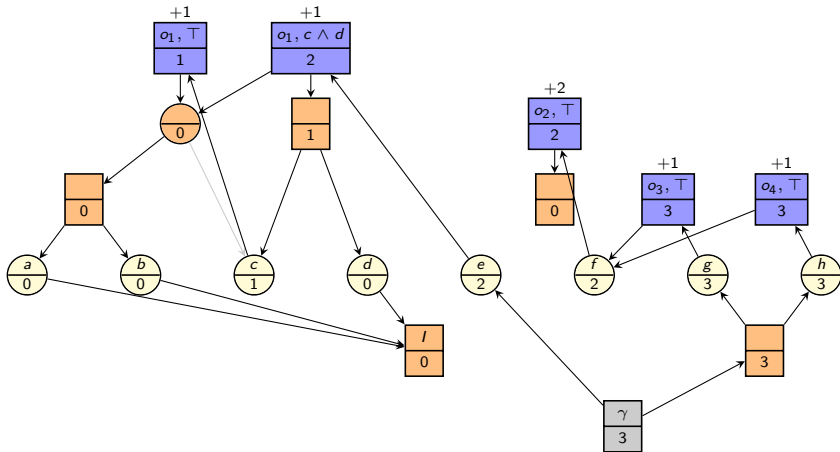 +1 +1
o₁, ⊤ o₁, c ∧ d
1 2
+2
o₂, ⊤
0 1 2
+1 +1
o₃, ⊤ o₄, ⊤
0 0 3 3
a b c d e f g h
0 0 1 0 2 2 3 3
I
0 3
γ
3